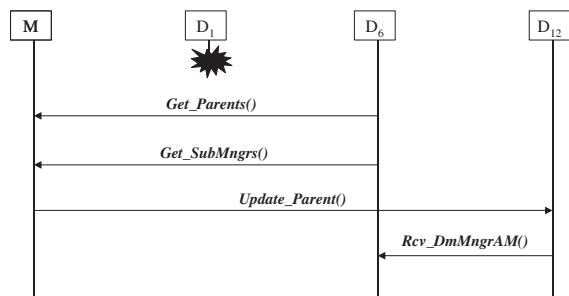 M D₁ D₆ D₁₂
Get_Parents()
Get_SubMngrs()
Update_Parent()
Rcv_DmMngrAM()